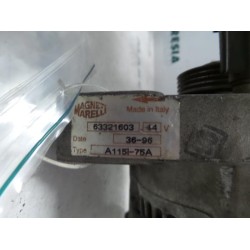 MAGNETI
MARELLI
Made in Italy
63321603 14 V
Date 36-96
Type A115I-75A